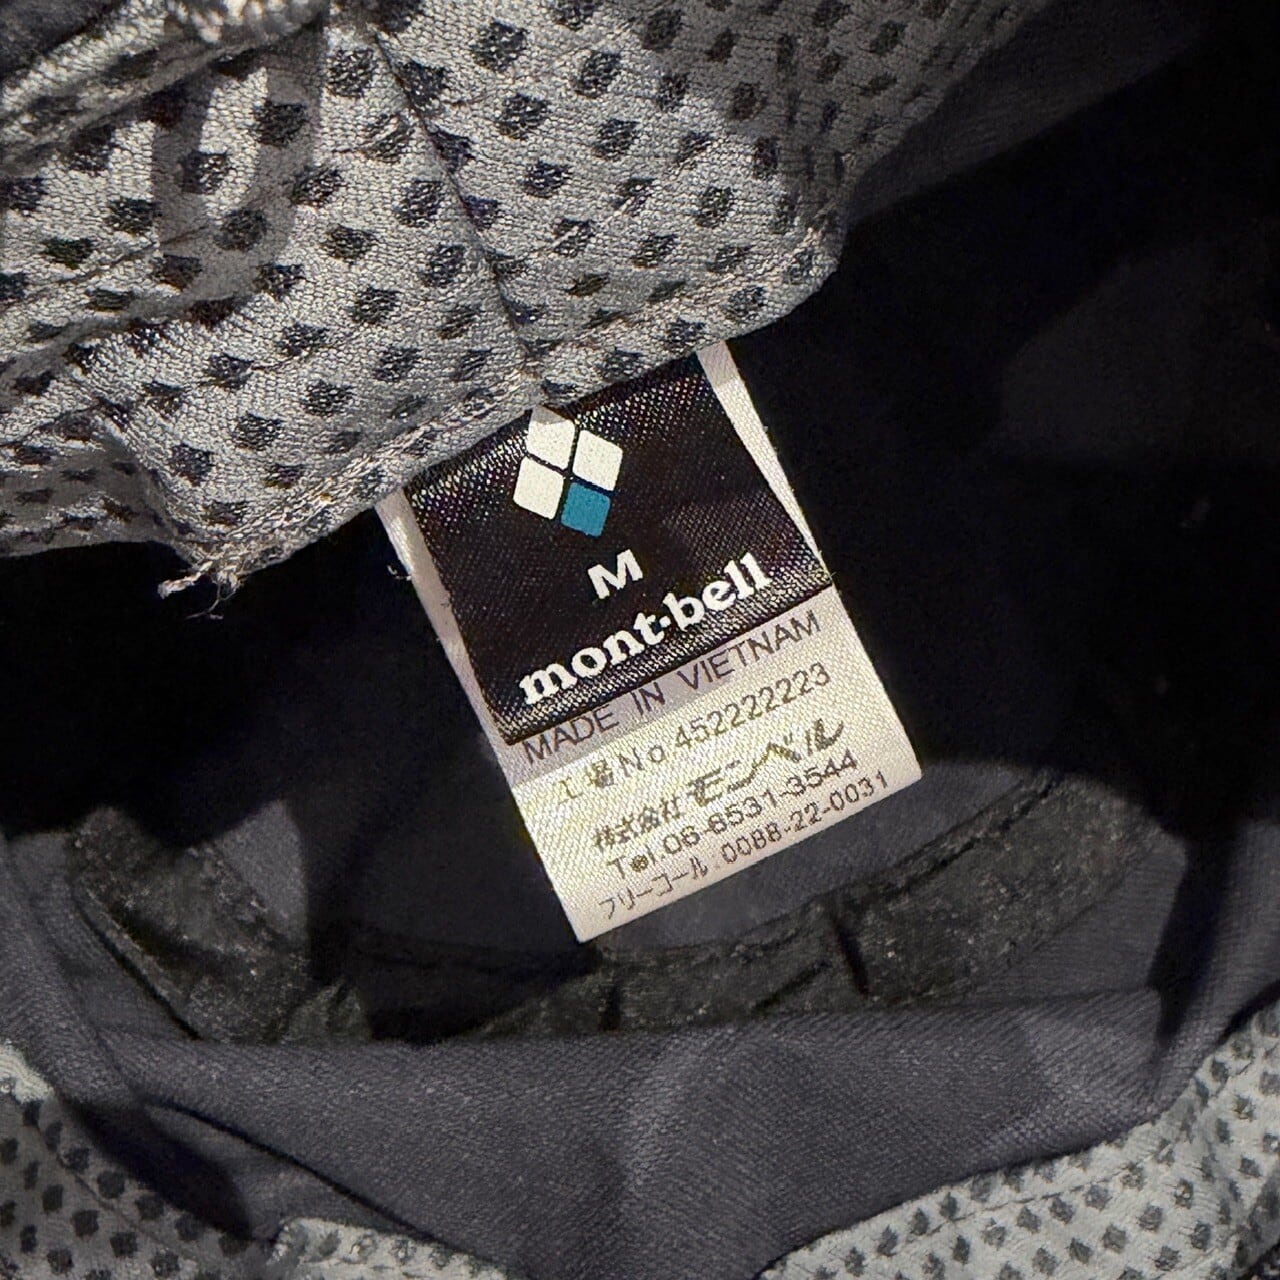 M
mont-bell
MADE IN VIETNAM
工場No 452222223
株式会社モンベル
Tel.06-6531-3544
フリーコール.0088-22-0031